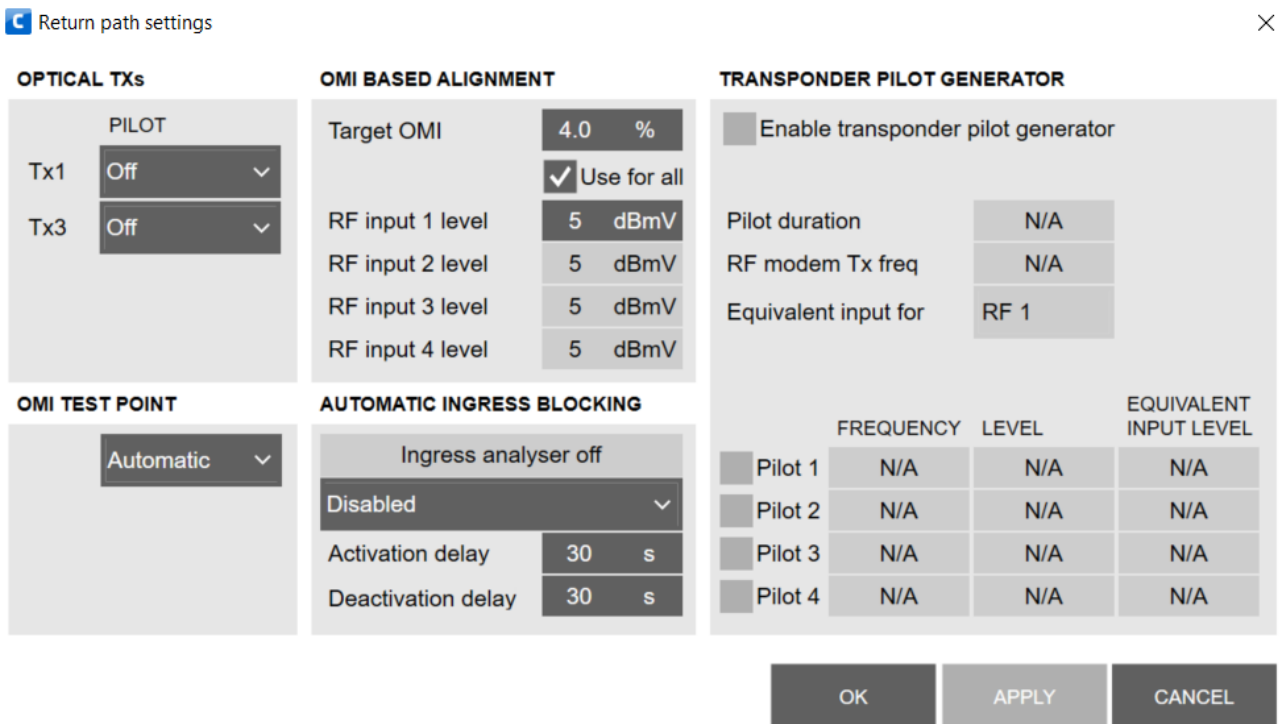 C Return path settings
OPTICAL TXs
PILOT
Tx1 Off
Tx3 Off
OMI BASED ALIGNMENT
Target OMI 4.0 %
Use for all
RF input 1 level 5 dBmV
RF input 2 level 5 dBmV
RF input 3 level 5 dBmV
RF input 4 level 5 dBmV
TRANSPONDER PILOT GENERATOR
Enable transponder pilot generator
Pilot duration N/A
RF modem Tx freq N/A
Equivalent input for RF 1
FREQUENCY LEVEL EQUIVALENT
INPUT LEVEL
Pilot 1 N/A N/A N/A
Pilot 2 N/A N/A N/A
Pilot 3 N/A N/A N/A
Pilot 4 N/A N/A N/A
OMI TEST POINT
Automatic
AUTOMATIC INGRESS BLOCKING
Ingress analyser off
Disabled
Activation delay 30 s
Deactivation delay 30 s
OK APPLY CANCEL